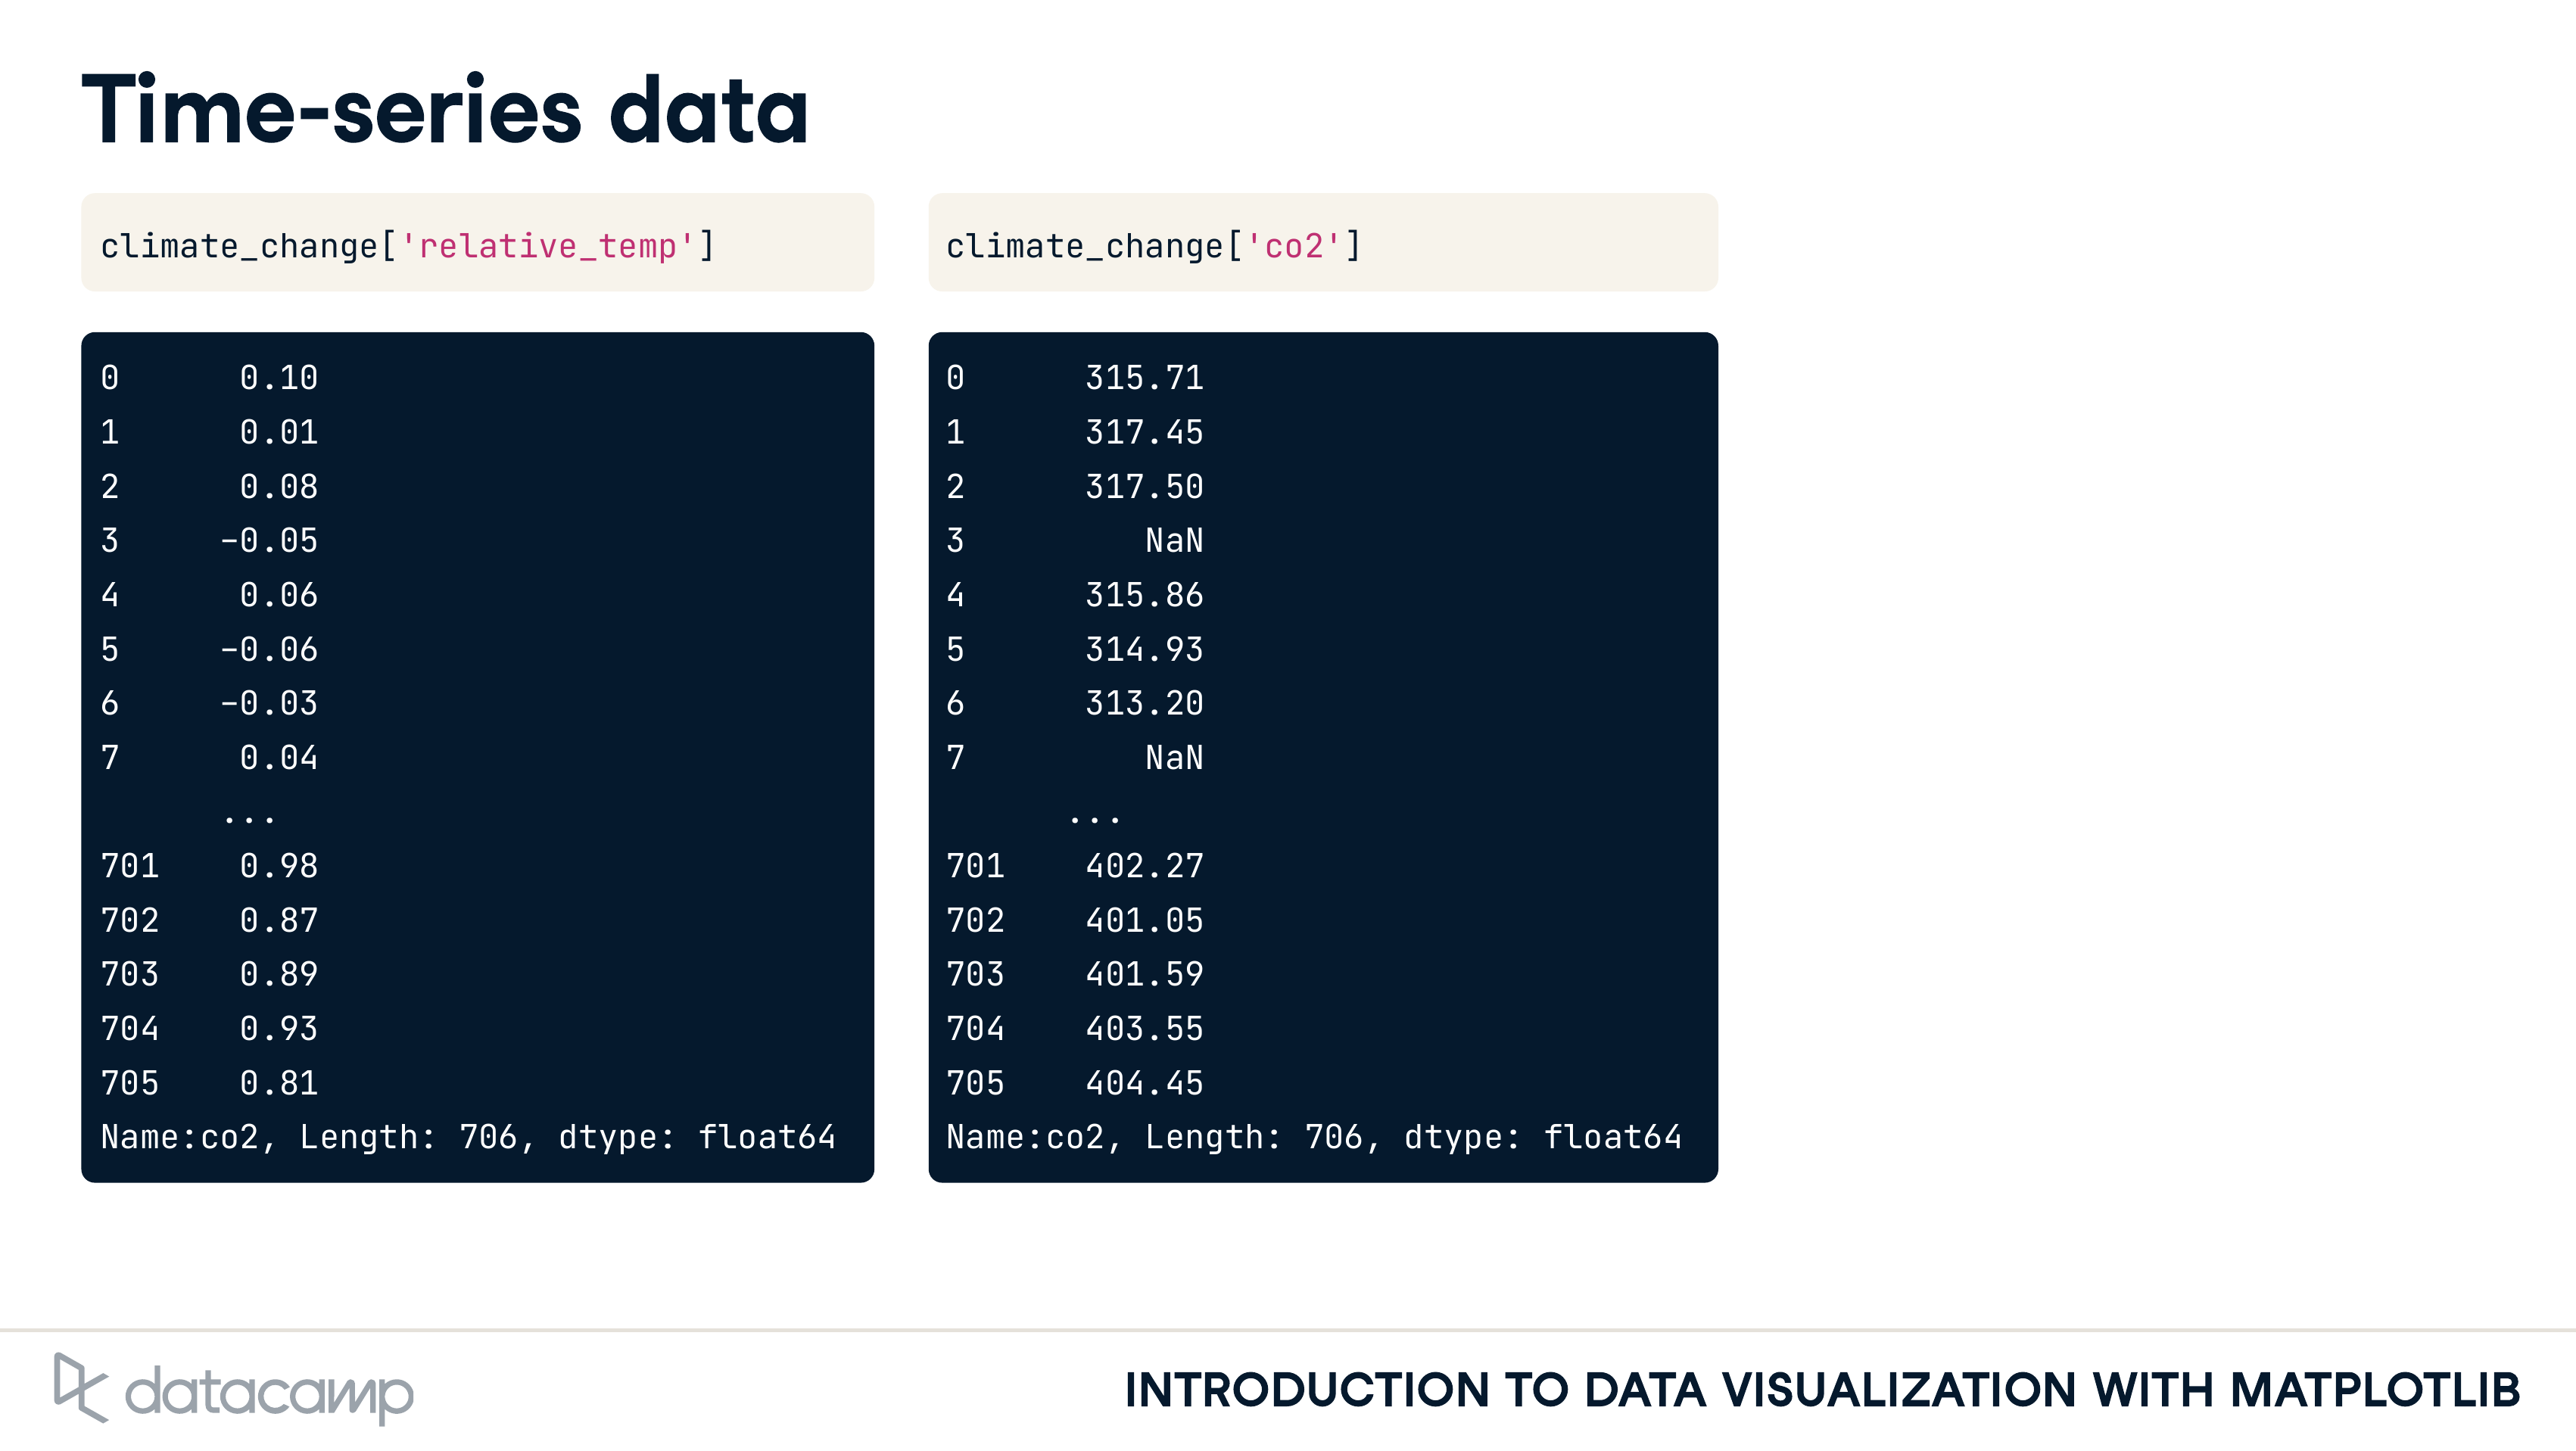 Time-series data
climate_change['relative_temp']
0      0.10
1      0.01
2      0.08
3     -0.05
4      0.06
5     -0.06
6     -0.03
7      0.04
      ...
701    0.98
702    0.87
703    0.89
704    0.93
705    0.81
Name:co2, Length: 706, dtype: float64
climate_change['co2']
0      315.71
1      317.45
2      317.50
3         NaN
4      315.86
5      314.93
6      313.20
7         NaN
      ...
701    402.27
702    401.05
703    401.59
704    403.55
705    404.45
Name:co2, Length: 706, dtype: float64
datacamp
INTRODUCTION TO DATA VISUALIZATION WITH MATPLOTLIB